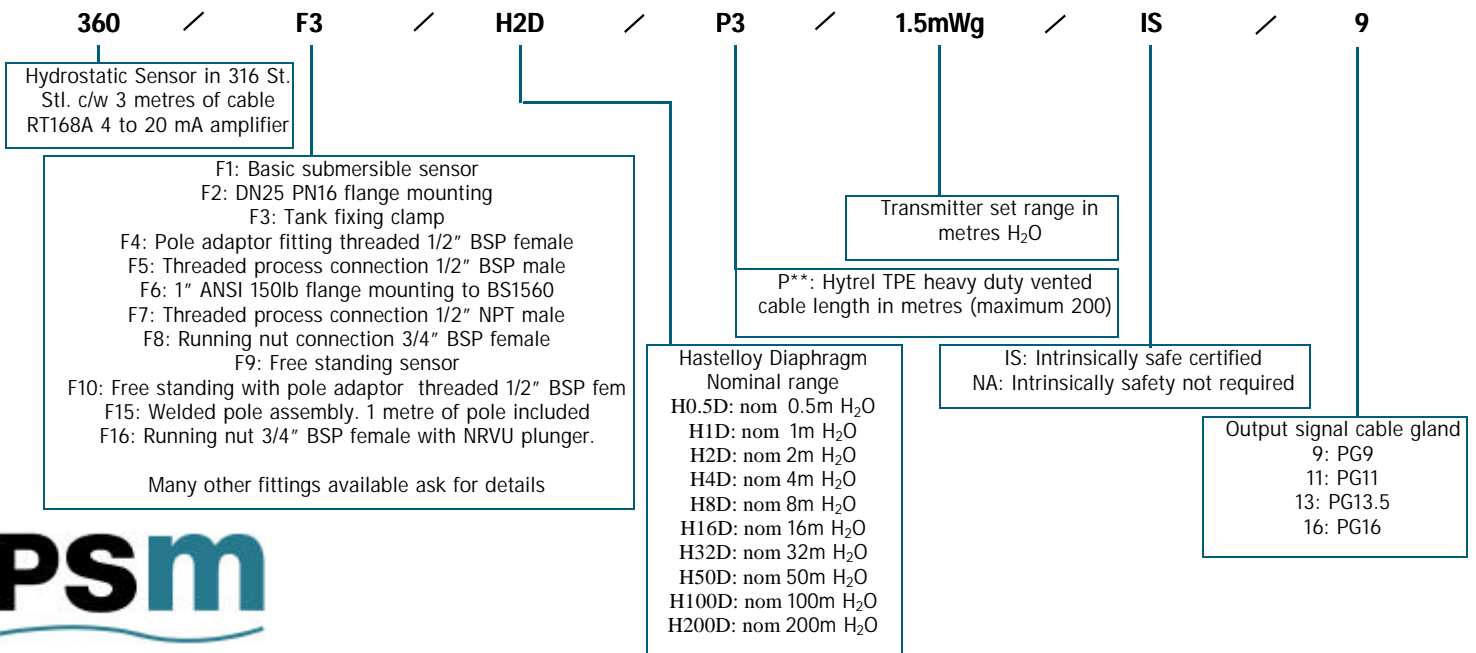 360 / F3 / H2D / P3 / 1.5mWg / IS / 9
Hydrostatic Sensor in 316 St.
Stl. c/w 3 metres of cable
RT168A 4 to 20 mA amplifier
F1: Basic submersible sensor
F2: DN25 PN16 flange mounting
F3: Tank fixing clamp
F4: Pole adaptor fitting threaded 1/2" BSP female
F5: Threaded process connection 1/2" BSP male
F6: 1" ANSI 150lb flange mounting to BS1560
F7: Threaded process connection 1/2" NPT male
F8: Running nut connection 3/4" BSP female
F9: Free standing sensor
F10: Free standing with pole adaptor threaded 1/2" BSP fem
F15: Welded pole assembly. 1 metre of pole included
F16: Running nut 3/4" BSP female with NRVU plunger.
Many other fittings available ask for details
Hastelloy Diaphragm
Nominal range
H0.5D: nom 0.5m H₂O
H1D: nom 1m H₂O
H2D: nom 2m H₂O
H4D: nom 4m H₂O
H8D: nom 8m H₂O
H16D: nom 16m H₂O
H32D: nom 32m H₂O
H50D: nom 50m H₂O
H100D: nom 100m H₂O
H200D: nom 200m H₂O
P**: Hytrel TPE heavy duty vented
cable length in metres (maximum 200)
Transmitter set range in
metres H₂O
IS: Intrinsically safe certified
NA: Intrinsically safety not required
Output signal cable gland
9: PG9
11: PG11
13: PG13.5
16: PG16
PSm